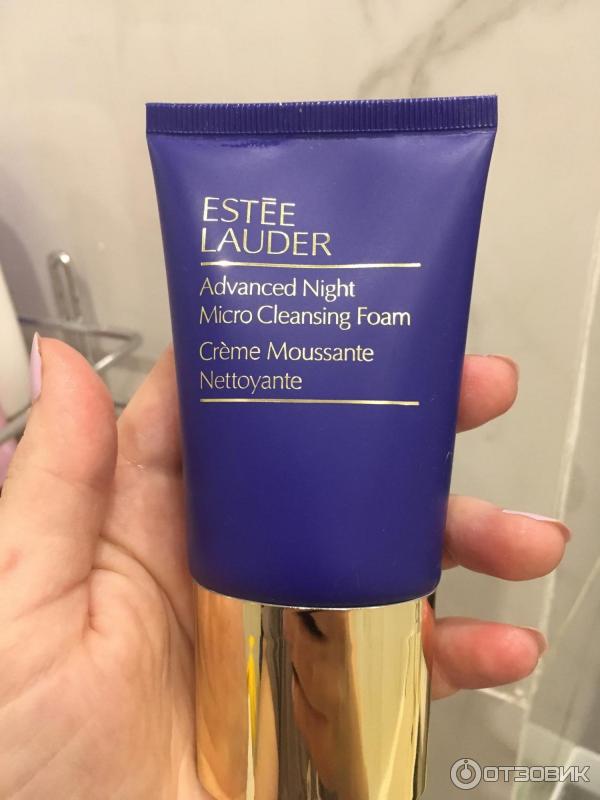 ESTĒE
LAUDER
Advanced Night
Micro Cleansing Foam
Crème Moussante
Nettoyante
ОТЗОВИК